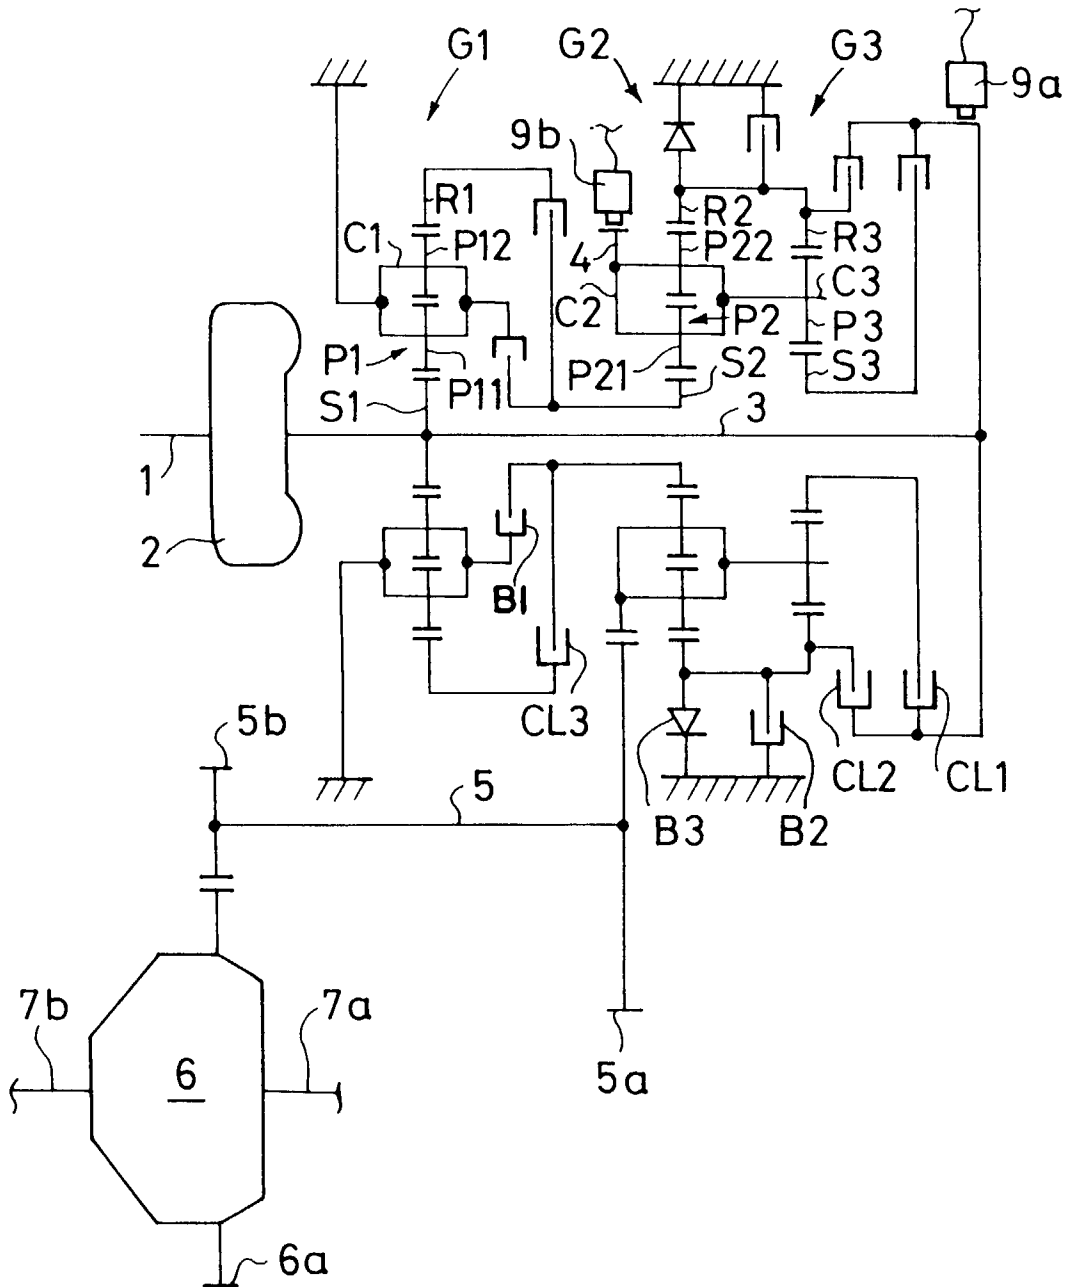 G1 G2 G3 9a
9b
R1 R2 R3
C1 P12 4 P22 C3
C2 P2 P3
P1 P11 P21 S2 S3
S1 3
1
2 B1
CL3 CL2 CL1
5b 5 B3 B2
7b 7a
6 5a
6a